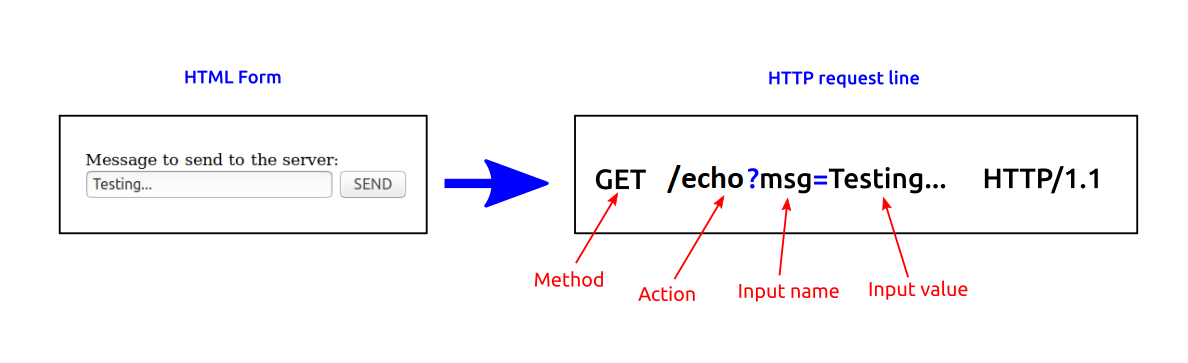 HTML Form
Message to send to the server:
Testing...
SEND
HTTP request line
GET /echo?msg=Testing... HTTP/1.1
Method
Action
Input name
Input value